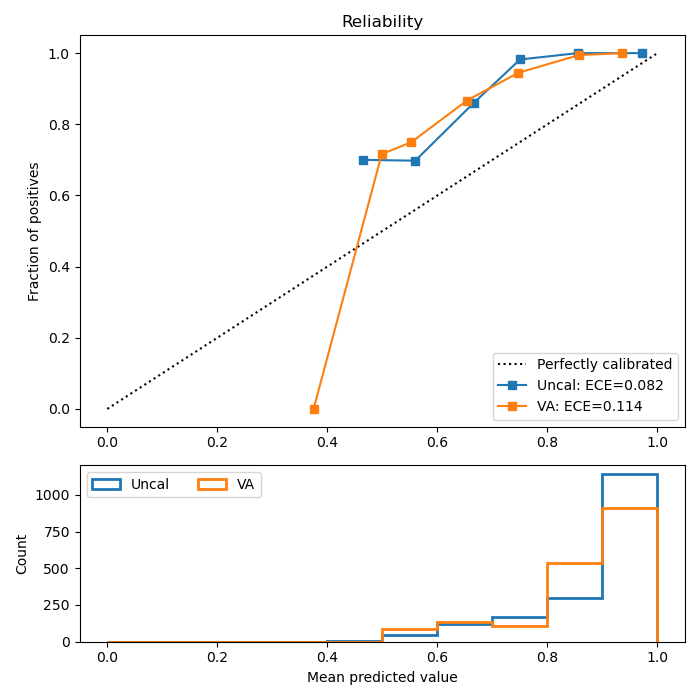 Reliability
1.0
0.8
0.6
0.4
0.2
0.0
Fraction of positives
Perfectly calibrated
Uncal: ECE=0.082
VA: ECE=0.114
0.0 0.2 0.4 0.6 0.8 1.0
Uncal VA
1000
750
500
250
0
Count
0.0 0.2 0.4 0.6 0.8 1.0
Mean predicted value